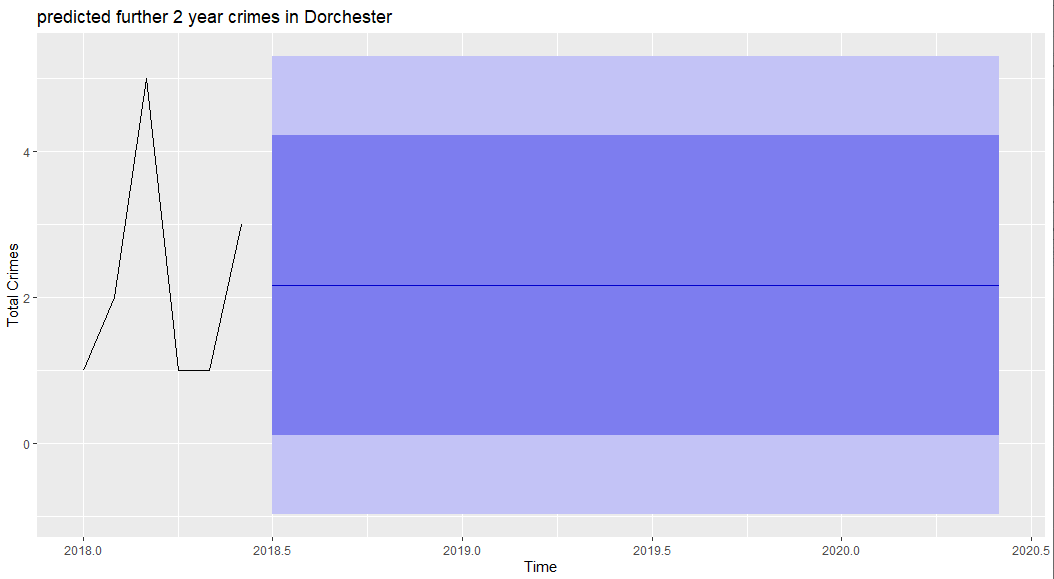 predicted further 2 year crimes in Dorchester
Total Crimes
4
2
0
2018.0 2018.5 2019.0 2019.5 2020.0 2020.5
Time